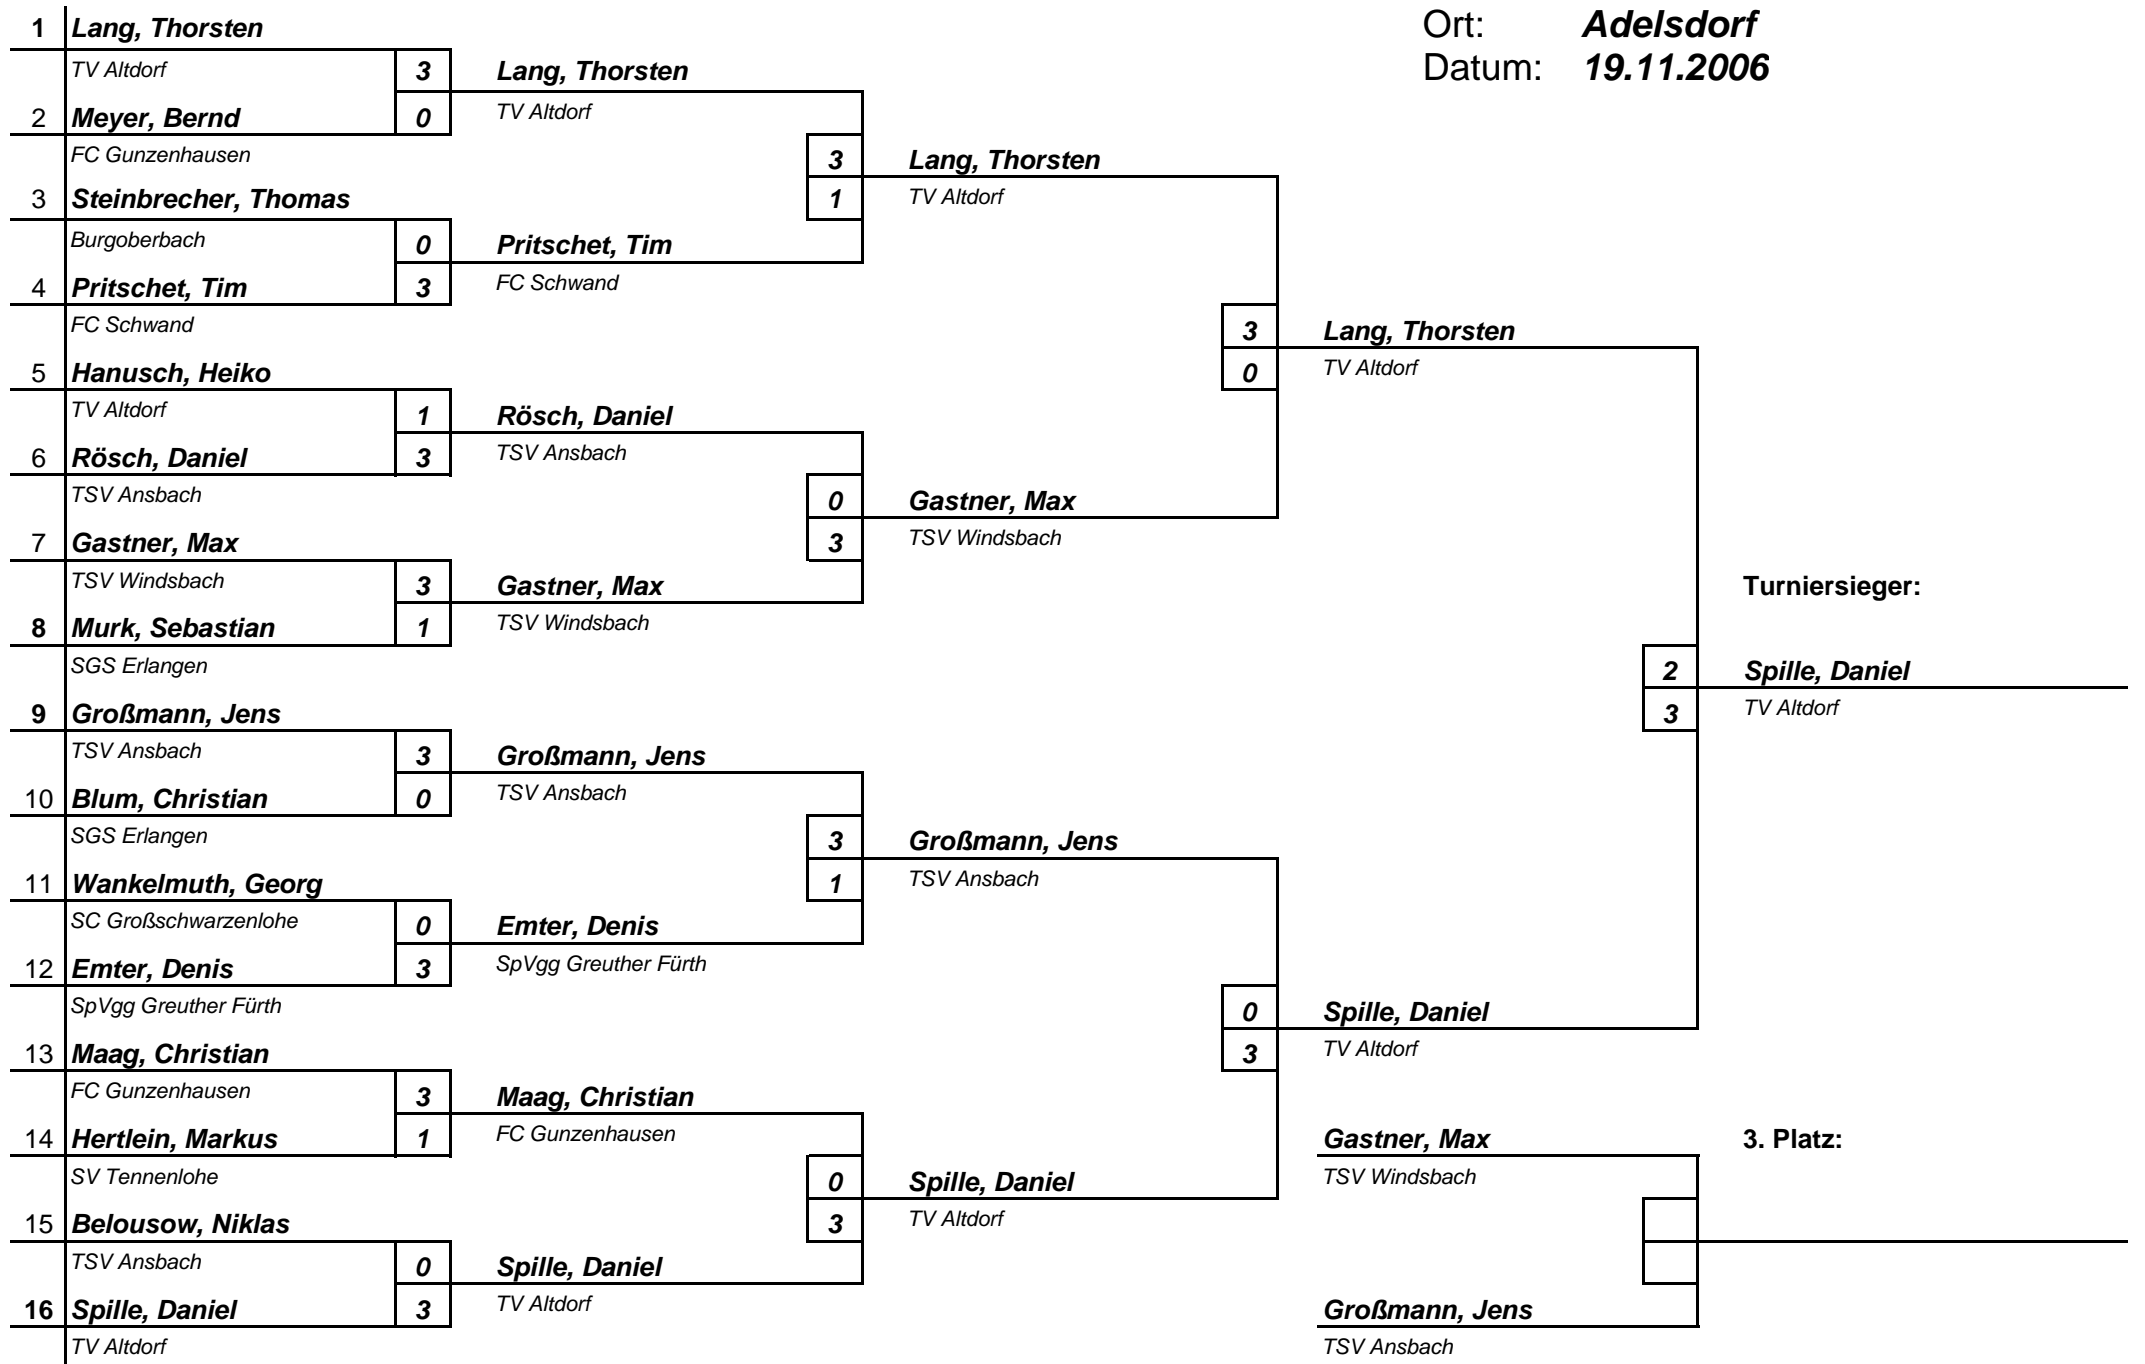 Ort: Adelsdorf
Datum: 19.11.2006
1 Lang, Thorsten
TV Altdorf 3 Lang, Thorsten
2 Meyer, Bernd 0 TV Altdorf
FC Gunzenhausen 3 Lang, Thorsten
3 Steinbrecher, Thomas 1 TV Altdorf
Burgoberbach 0 Pritschet, Tim
4 Pritschet, Tim 3 FC Schwand
FC Schwand 3 Lang, Thorsten
5 Hanusch, Heiko 0 TV Altdorf
TV Altdorf 1 Rösch, Daniel
6 Rösch, Daniel 3 TSV Ansbach
TSV Ansbach 0 Gastner, Max
7 Gastner, Max 3 TSV Windsbach
TSV Windsbach 3 Gastner, Max Turniersieger:
8 Murk, Sebastian 1 TSV Windsbach
SGS Erlangen 2 Spille, Daniel
9 Großmann, Jens 3 TV Altdorf
TSV Ansbach 3 Großmann, Jens
10 Blum, Christian 0 TSV Ansbach
SGS Erlangen 3 Großmann, Jens
11 Wankelmuth, Georg 1 TSV Ansbach
SC Großschwarzenlohe 0 Emter, Denis
12 Emter, Denis 3 SpVgg Greuther Fürth
SpVgg Greuther Fürth 0 Spille, Daniel
13 Maag, Christian 3 TV Altdorf
FC Gunzenhausen 3 Maag, Christian
14 Hertlein, Markus 1 FC Gunzenhausen Gastner, Max 3. Platz:
SV Tennenlohe 0 Spille, Daniel TSV Windsbach
15 Belousow, Niklas 3 TV Altdorf
TSV Ansbach 0 Spille, Daniel
16 Spille, Daniel 3 TV Altdorf Großmann, Jens
TV Altdorf TSV Ansbach